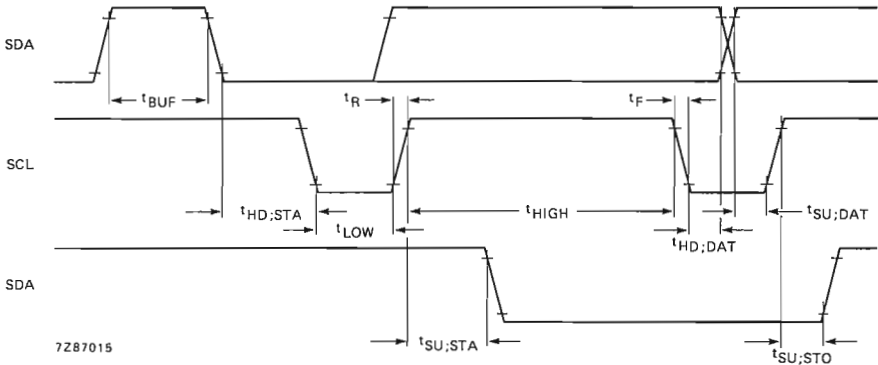 SDA
tBUF
tR
tF
SCL
tHD;STA
tLOW
tHIGH
tHD;DAT
tSU;DAT
SDA
7Z87015
tSU;STA
tSU;STO